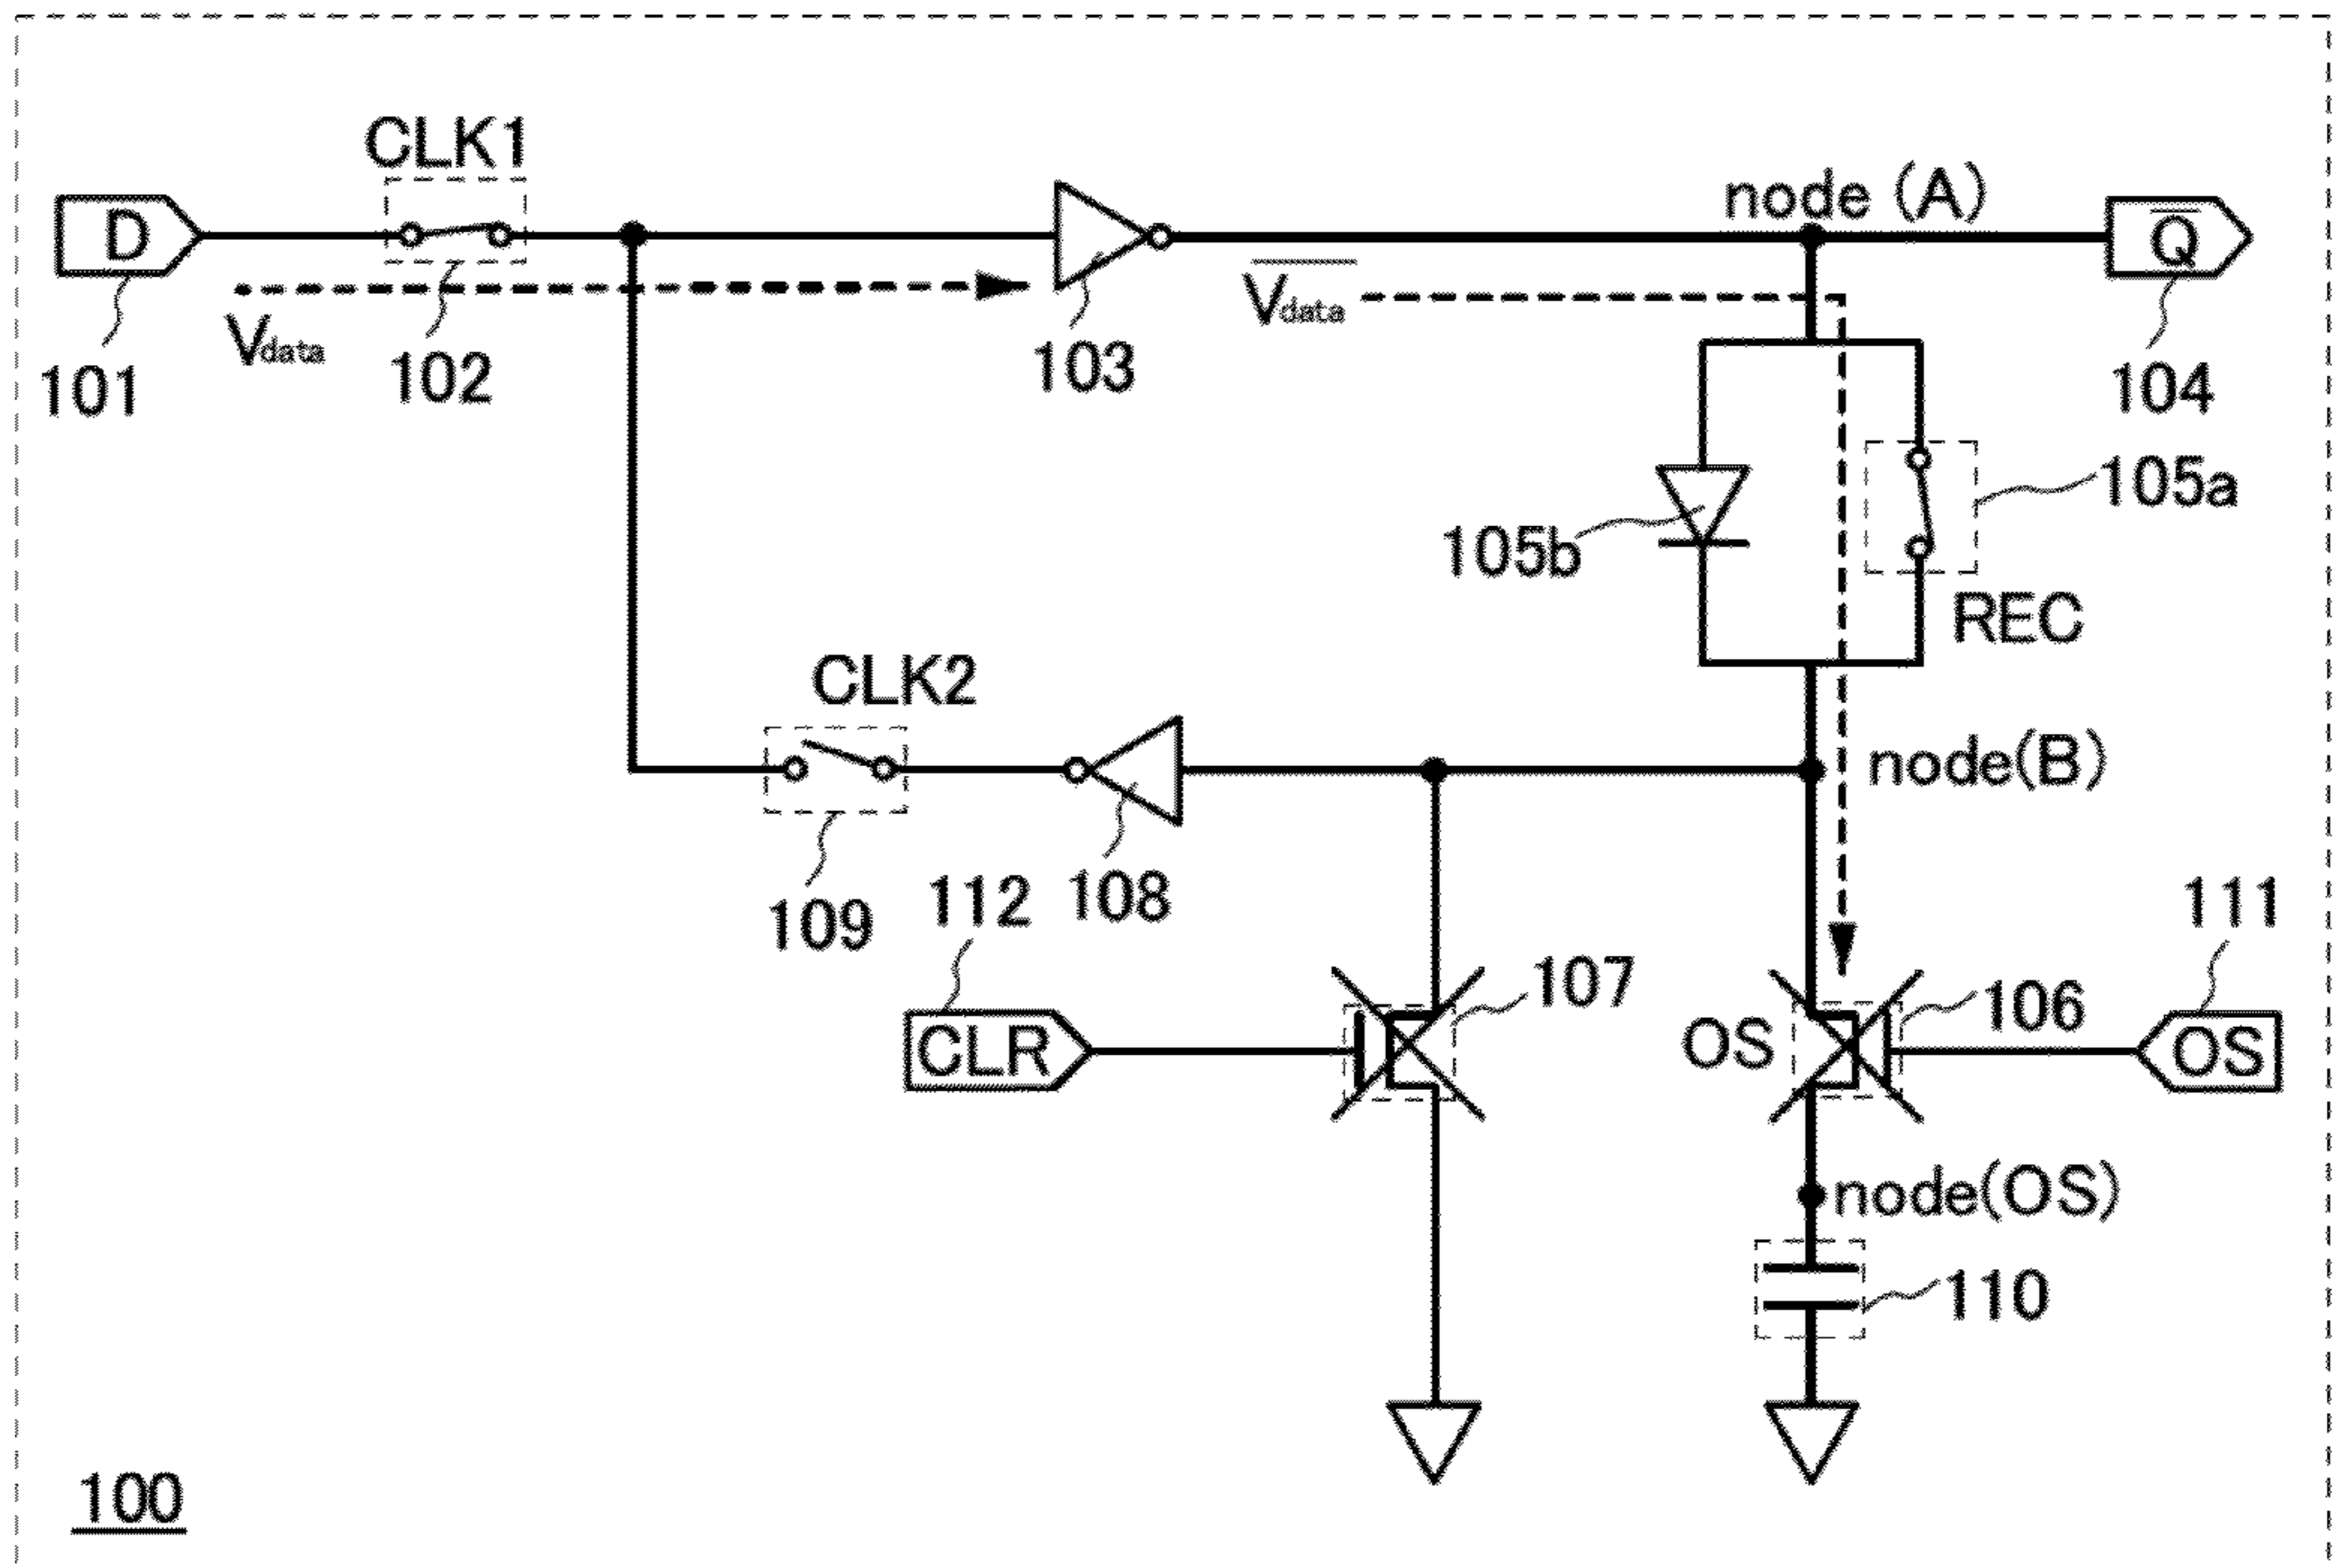 CLK1
D
node (A)
Q̅
V̅data
Vdata
101
102
103
104
105a
105b
REC
CLK2
node(B)
109
112
108
111
107
106
CLR
OS
OS
node(OS)
110
100